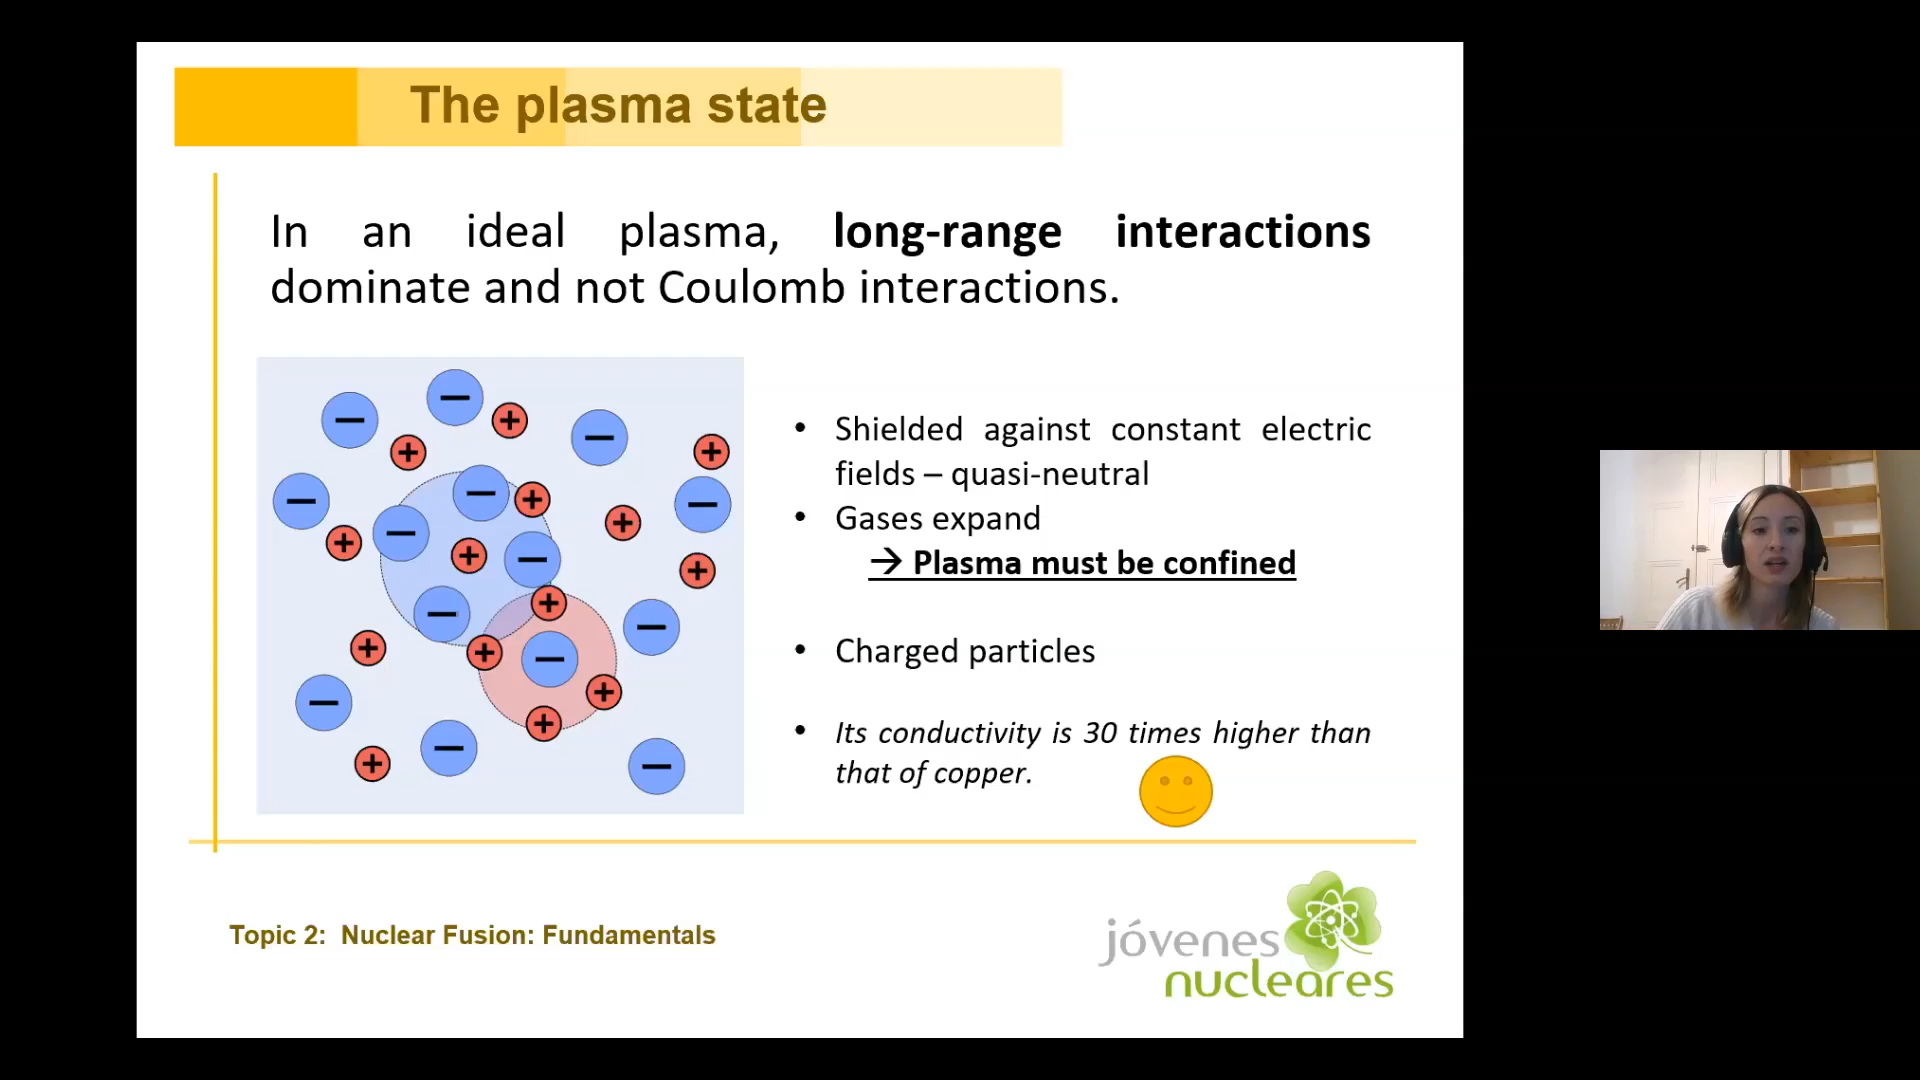 The plasma state
In an ideal plasma, long-range interactions
dominate and not Coulomb interactions.
• Shielded against constant electric
fields – quasi-neutral
• Gases expand
→ Plasma must be confined
• Charged particles
• Its conductivity is 30 times higher than
that of copper.
Topic 2: Nuclear Fusion: Fundamentals
jóvenes
nucleares